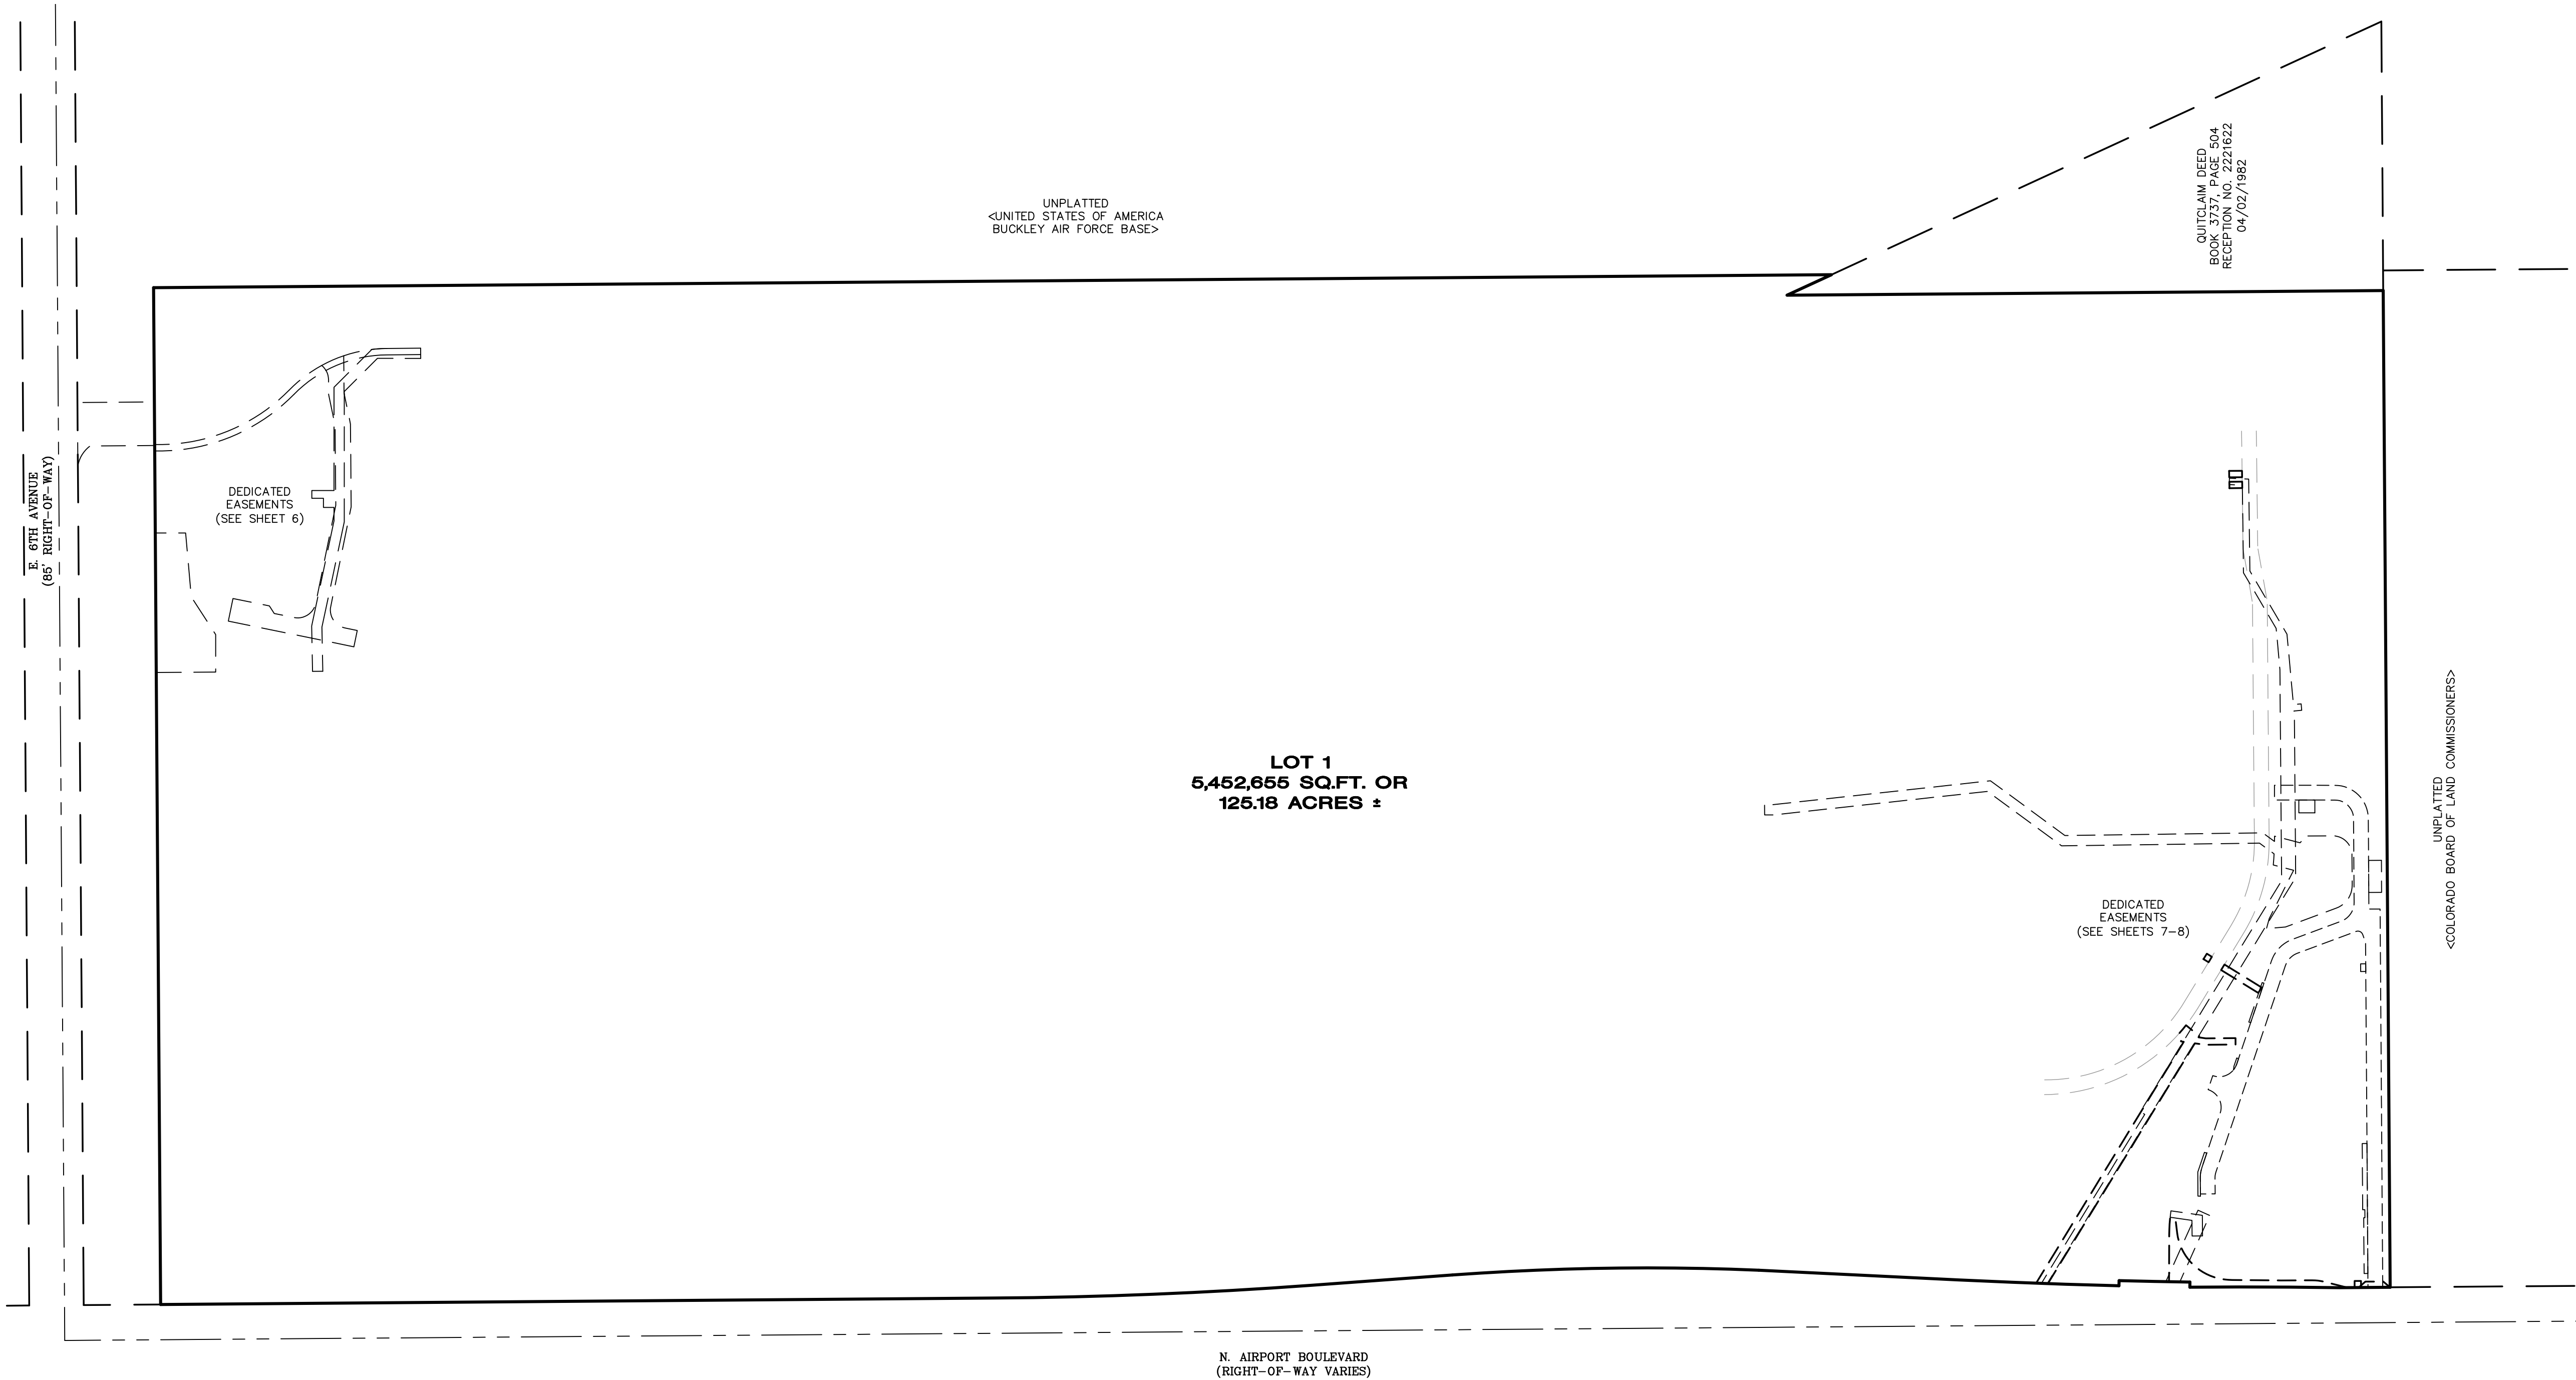 QUITCLAIM DEED
BOOK 3737, PAGE 504
RECEPTION NO. 2221622
04/02/1982
UNPLATTED
<UNITED STATES OF AMERICA
BUCKLEY AIR FORCE BASE>
E. 6TH AVENUE
(85' RIGHT-OF-WAY)
DEDICATED
EASEMENTS
(SEE SHEET 6)
LOT 1
5,452,655 SQ.FT. OR
125.18 ACRES ±
UNPLATTED
<COLORADO BOARD OF LAND COMMISSIONERS>
DEDICATED
EASEMENTS
(SEE SHEETS 7-8)
N. AIRPORT BOULEVARD
(RIGHT-OF-WAY VARIES)